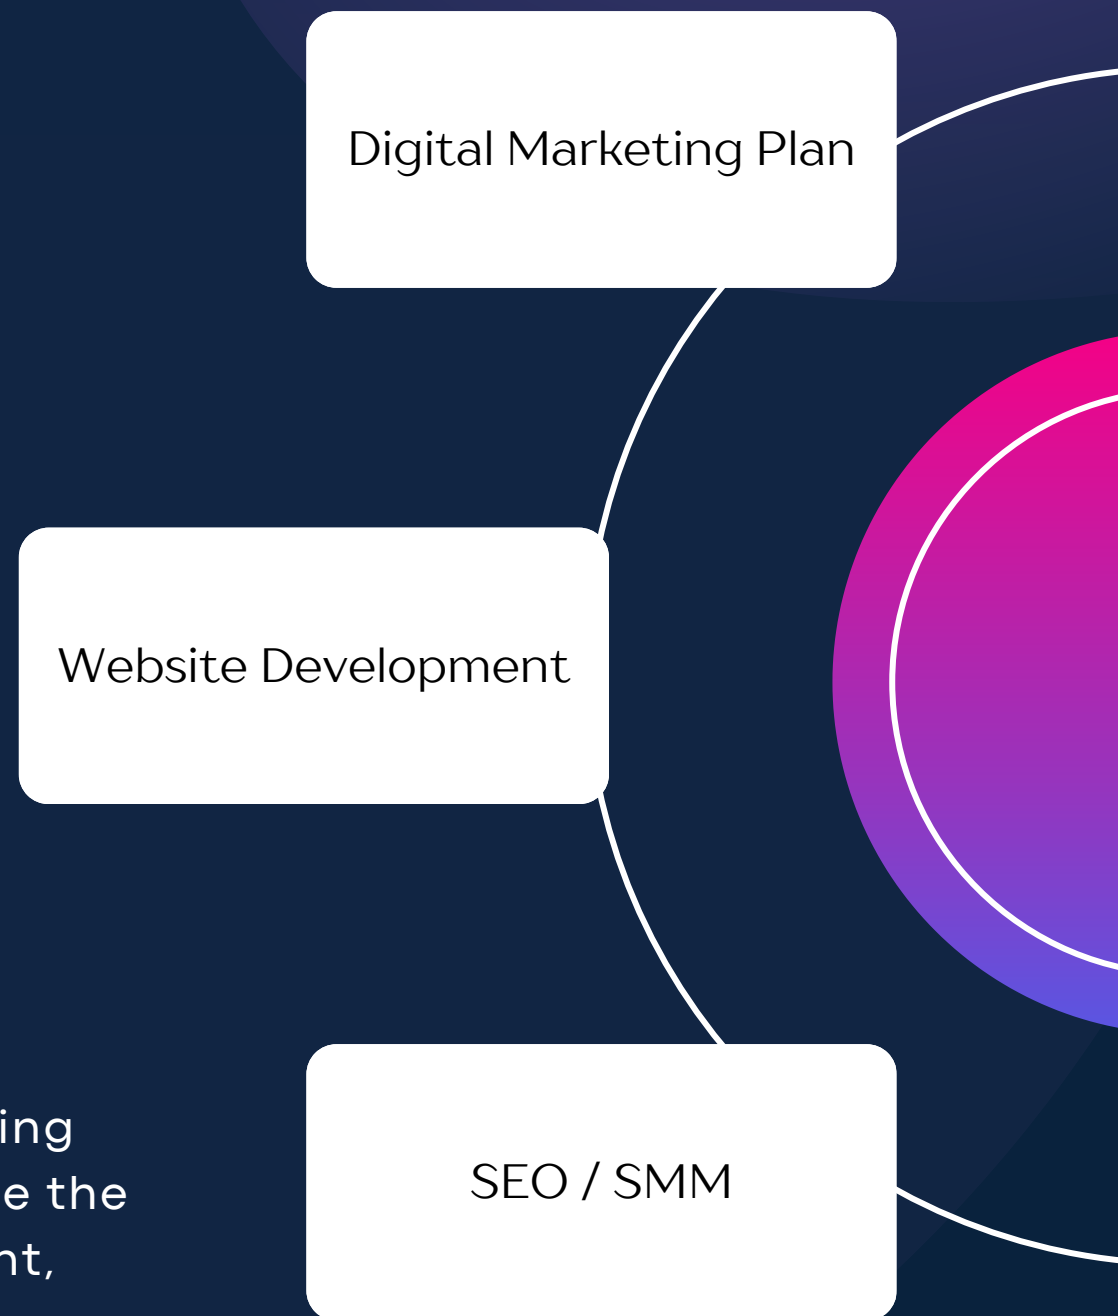 Digital Marketing Plan
Website Development
ing
e the
SEO / SMM
nt,